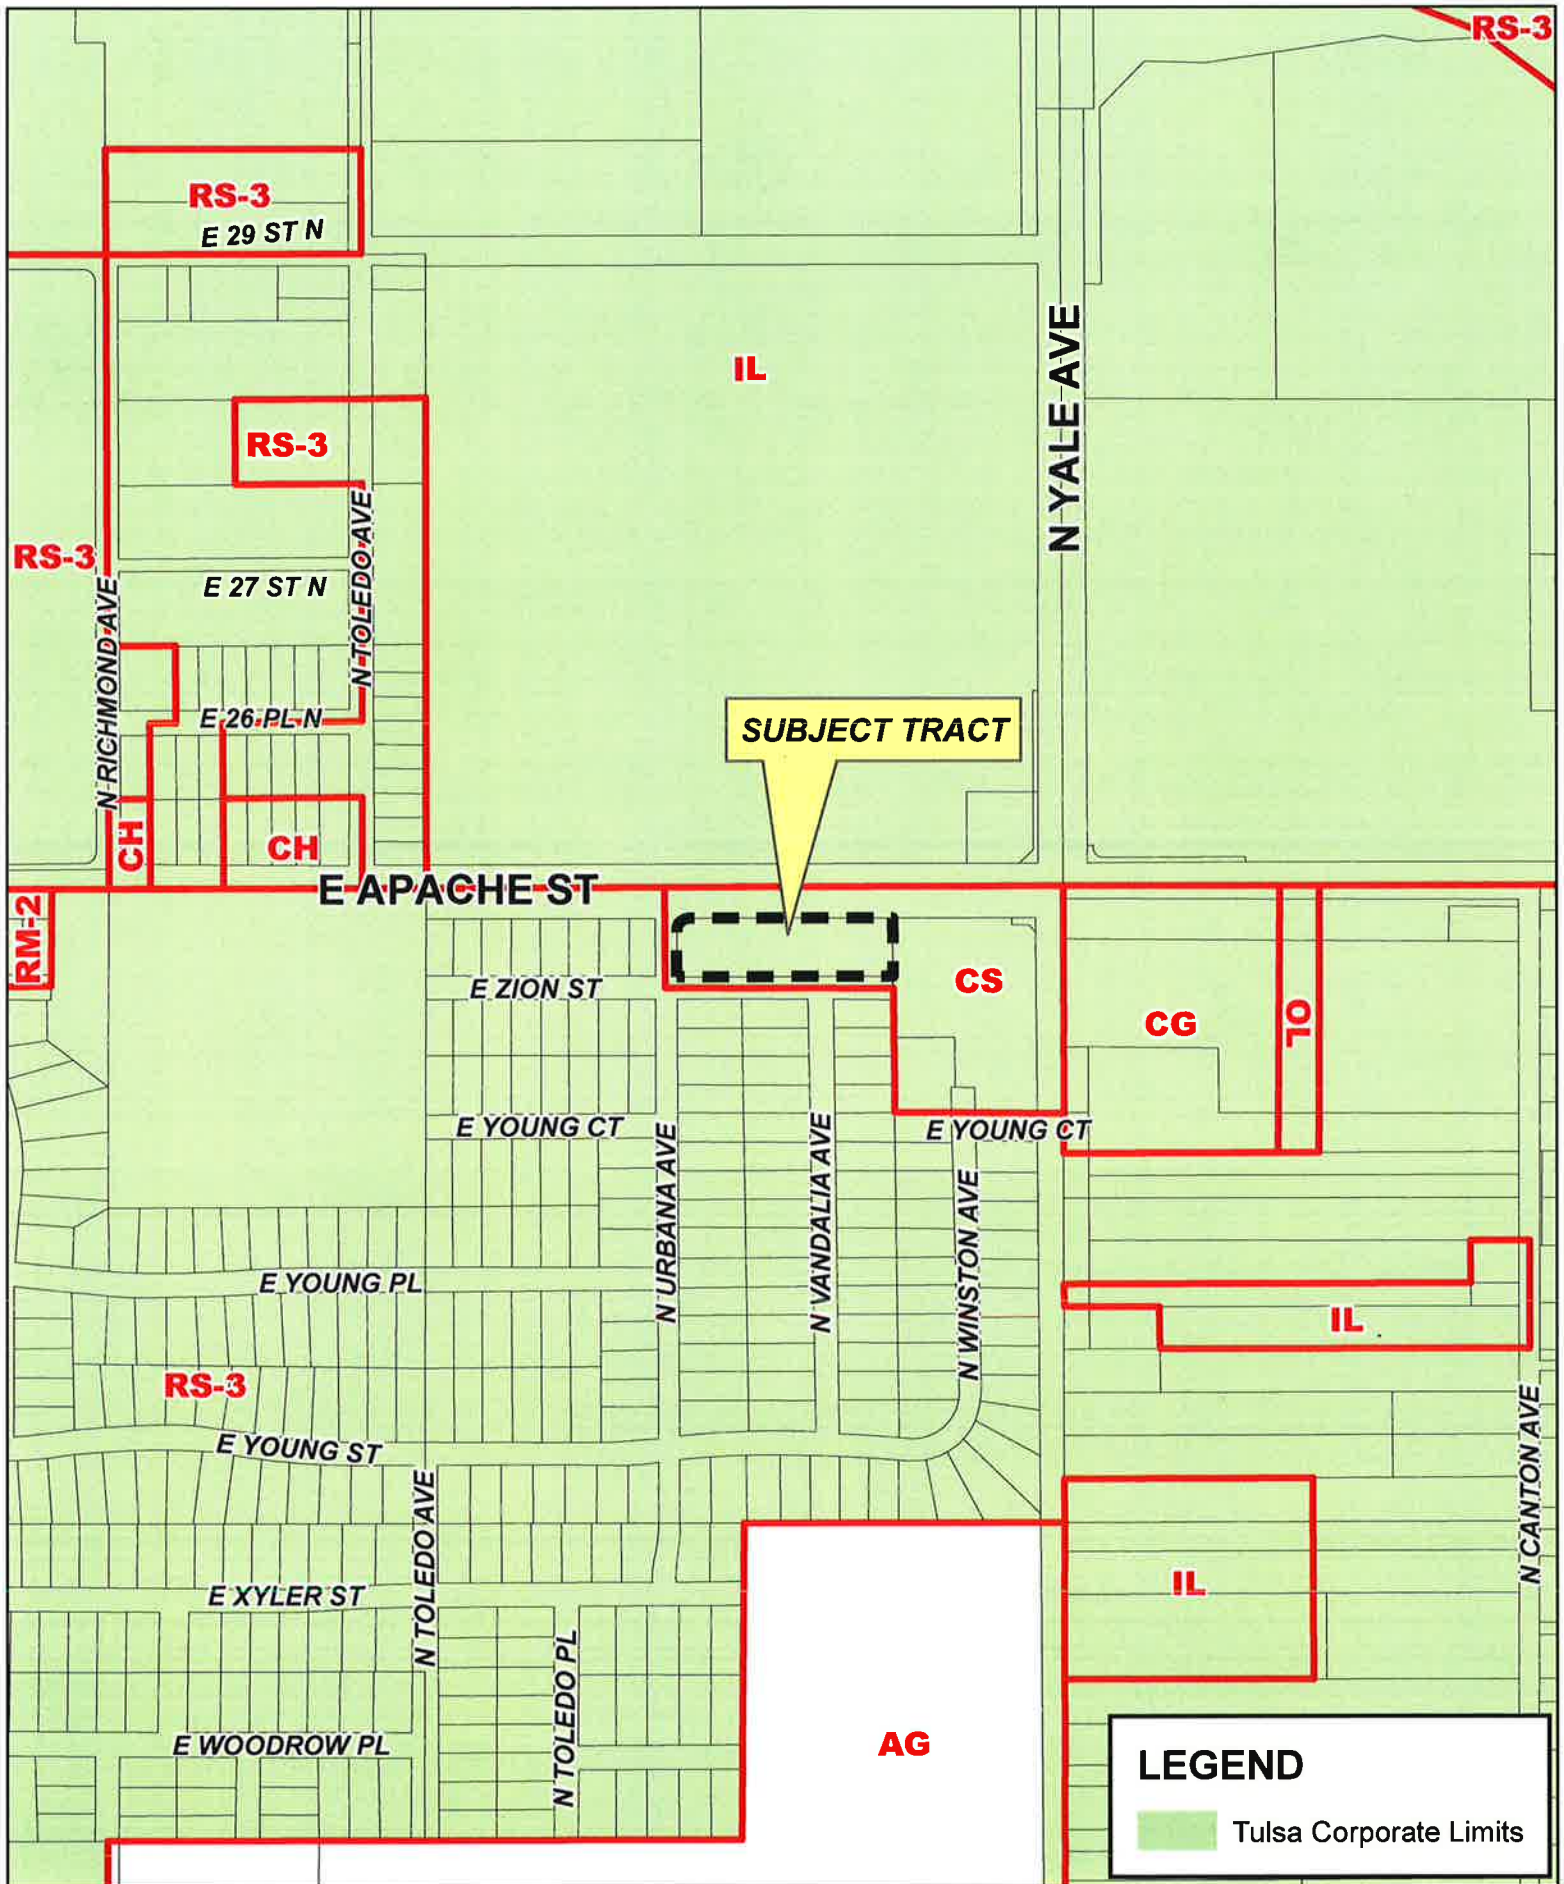 RS-3
RS-3
E 29 ST N
IL
N YALE AVE
RS-3
RS-3
N TOLEDO AVE
E 27 ST N
N RICHMOND AVE
E 26 PL N
SUBJECT TRACT
CH
CH
E APACHE ST
RM-2
E ZION ST
CS
CG
OL
E YOUNG CT
E YOUNG CT
N URBANA AVE
N VANDALIA AVE
N WINSTON AVE
E YOUNG PL
IL
RS-3
E YOUNG ST
N TOLEDO AVE
N CANTON AVE
E XYLER ST
IL
N TOLEDO PL
E WOODROW PL
AG
LEGEND
Tulsa Corporate Limits